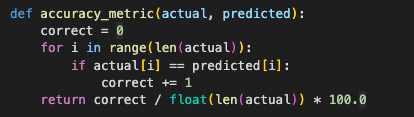 def accuracy_metric(actual, predicted):
    correct = 0
    for i in range(len(actual)):
        if actual[i] == predicted[i]:
            correct += 1
    return correct / float(len(actual)) * 100.0